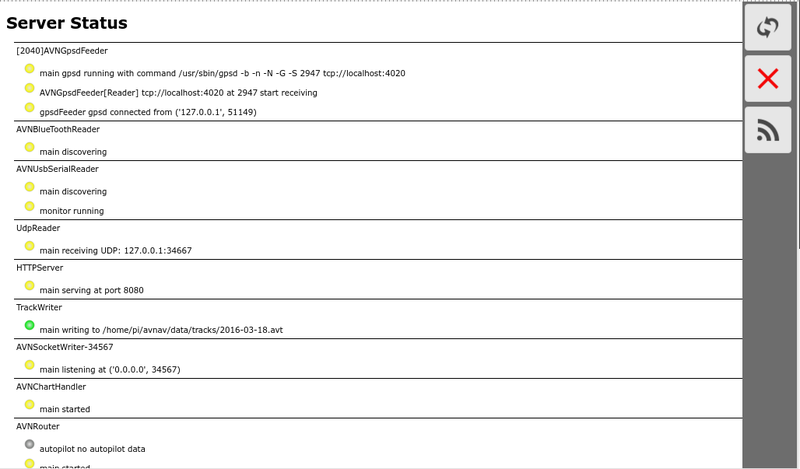 Server Status
[2040]AVNGpsdFeeder
main gpsd running with command /usr/sbin/gpsd -b -n -N -G -S 2947 tcp://localhost:4020
AVNGpsdFeeder[Reader] tcp://localhost:4020 at 2947 start receiving
gpsdFeeder gpsd connected from ('127.0.0.1', 51149)
AVNBlueToothReader
main discovering
AVNUsbSerialReader
main discovering
monitor running
UdpReader
main receiving UDP: 127.0.0.1:34667
HTTPServer
main serving at port 8080
TrackWriter
main writing to /home/pi/avnav/data/tracks/2016-03-18.avt
AVNSocketWriter-34567
main listening at ('0.0.0.0', 34567)
AVNChartHandler
main started
AVNRouter
autopilot no autopilot data
main started